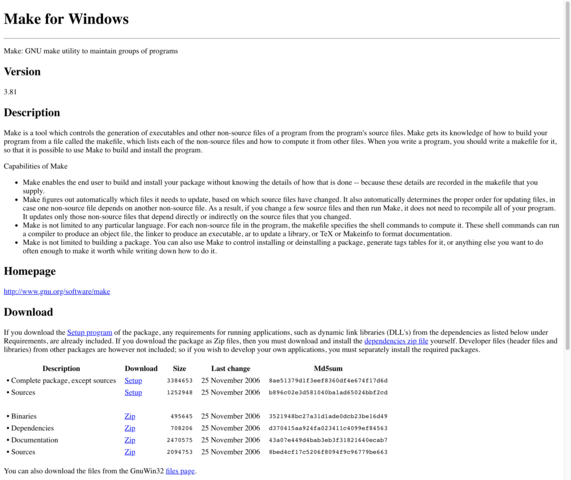 Make for Windows
Make: GNU make utility to maintain groups of programs
Version
3.81
Description
Make is a tool which controls the generation of executables and other non-source files of a program from the program's source files. Make gets its knowledge of how to build your
program from a file called the makefile, which lists each of the non-source files and how to compute it from other files. When you write a program, you should write a makefile for it,
so that it is possible to use Make to build and install the program.
Capabilities of Make
• Make enables the end user to build and install your package without knowing the details of how that is done -- because these details are recorded in the makefile that you
supply.
• Make figures out automatically which files it needs to update, based on which source files have changed. It also automatically determines the proper order for updating files, in
case one non-source file depends on another non-source file. As a result, if you change a few source files and then run Make, it does not need to recompile all of your program.
It updates only those non-source files that depend directly or indirectly on the source files that you changed.
• Make is not limited to any particular language. For each non-source file in the program, the makefile specifies the shell commands to compute it. These shell commands can run
a compiler to produce an object file, the linker to produce an executable, ar to update a library, or TeX or Makeinfo to format documentation.
• Make is not limited to building a package. You can also use Make to control installing or deinstalling a package, generate tags tables for it, or anything else you want to do
often enough to make it worth while writing down how to do it.
Homepage
http://www.gnu.org/software/make
Download
If you download the Setup program of the package, any requirements for running applications, such as dynamic link libraries (DLL's) from the dependencies as listed below under
Requirements, are already included. If you download the package as Zip files, then you must download and install the dependencies zip file yourself. Developer files (header files and
libraries) from other packages are however not included; so if you wish to develop your own applications, you must separately install the required packages.
Description Download Size Last change Md5sum
• Complete package, except sources Setup 3384653 25 November 2006 8ae51379d1f3eef8360df4e674f17d6d
• Sources Setup 1252948 25 November 2006 b896c02e3d581040ba1ad65024bbf2cd
• Binaries Zip 495645 25 November 2006 3521948bc27a31d1ade0dcb23be16d49
• Dependencies Zip 708206 25 November 2006 d370415aa924fa023411c4099ef84563
• Documentation Zip 2470575 25 November 2006 43a07e449d4bab3eb3f31821640ecab7
• Sources Zip 2094753 25 November 2006 8bed4cf17c5206f8094f9c96779be663
You can also download the files from the GnuWin32 files page.